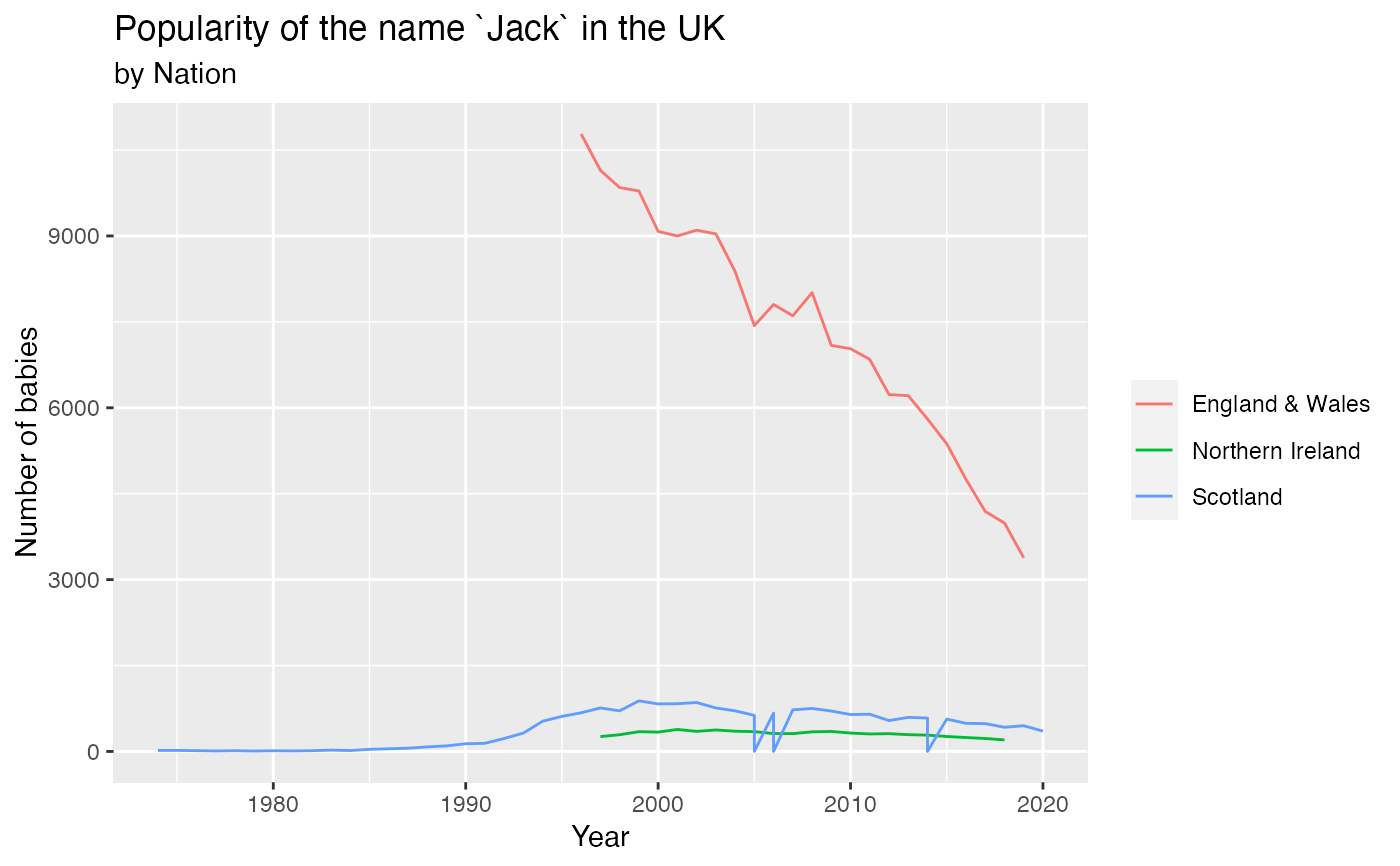 Popularity of the name `Jack` in the UK
by Nation
Number of babies
9000
6000
3000
0
1980 1990 2000 2010 2020
Year
England & Wales
Northern Ireland
Scotland